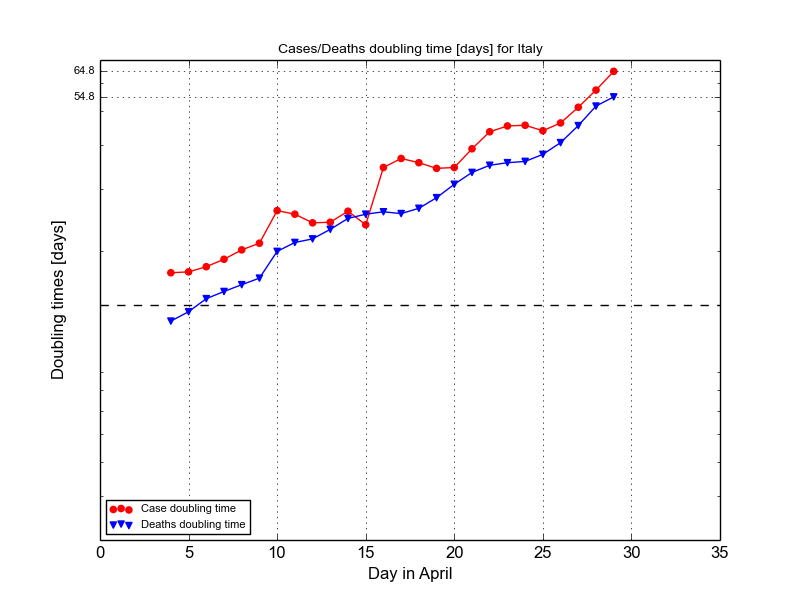 Cases/Deaths doubling time [days] for Italy
64.8
54.8
Doubling times [days]
Case doubling time
Deaths doubling time
0 5 10 15 20 25 30 35
Day in April